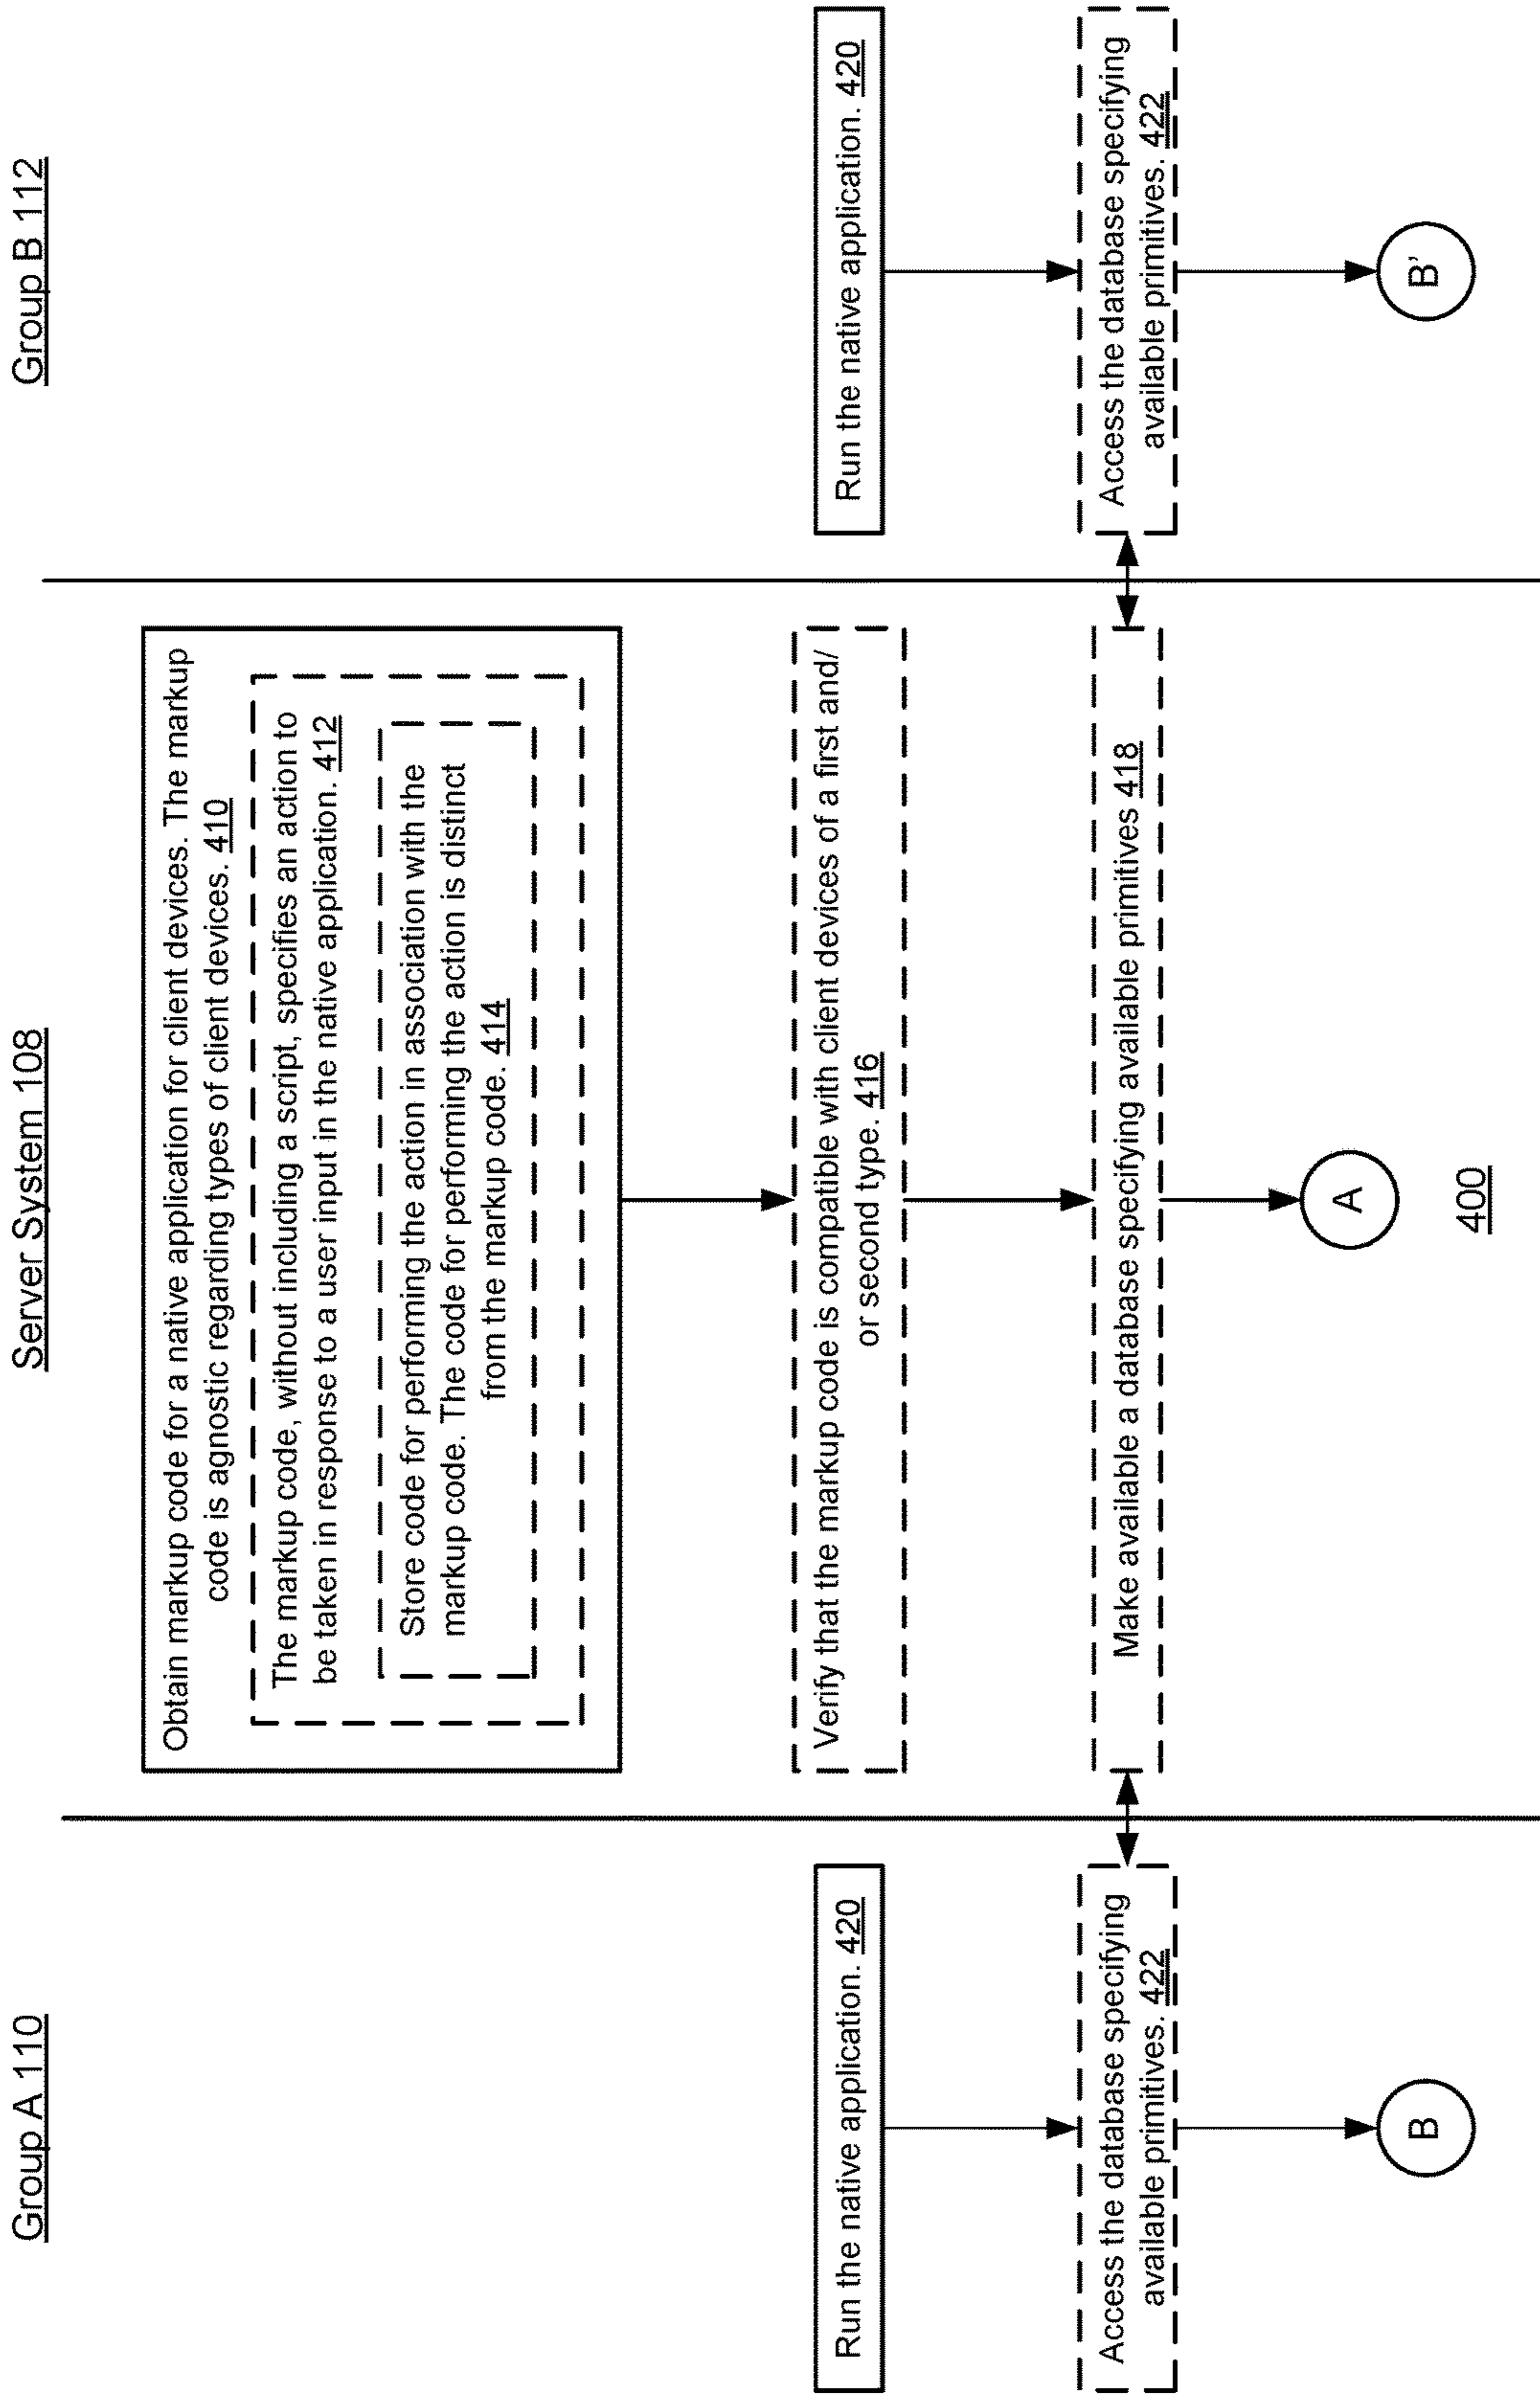 Group A 110
Server System 108
Group B 112
Obtain markup code for a native application for client devices. The markup
code is agnostic regarding types of client devices. 410
The markup code, without including a script, specifies an action to
be taken in response to a user input in the native application. 412
Store code for performing the action in association with the
markup code. The code for performing the action is distinct
from the markup code. 414
Run the native application. 420
Verify that the markup code is compatible with client devices of a first and/
or second type. 416
Run the native application. 420
Access the database specifying
available primitives. 422
Make available a database specifying available primitives 418
Access the database specifying
available primitives. 422
B
A
B'
400